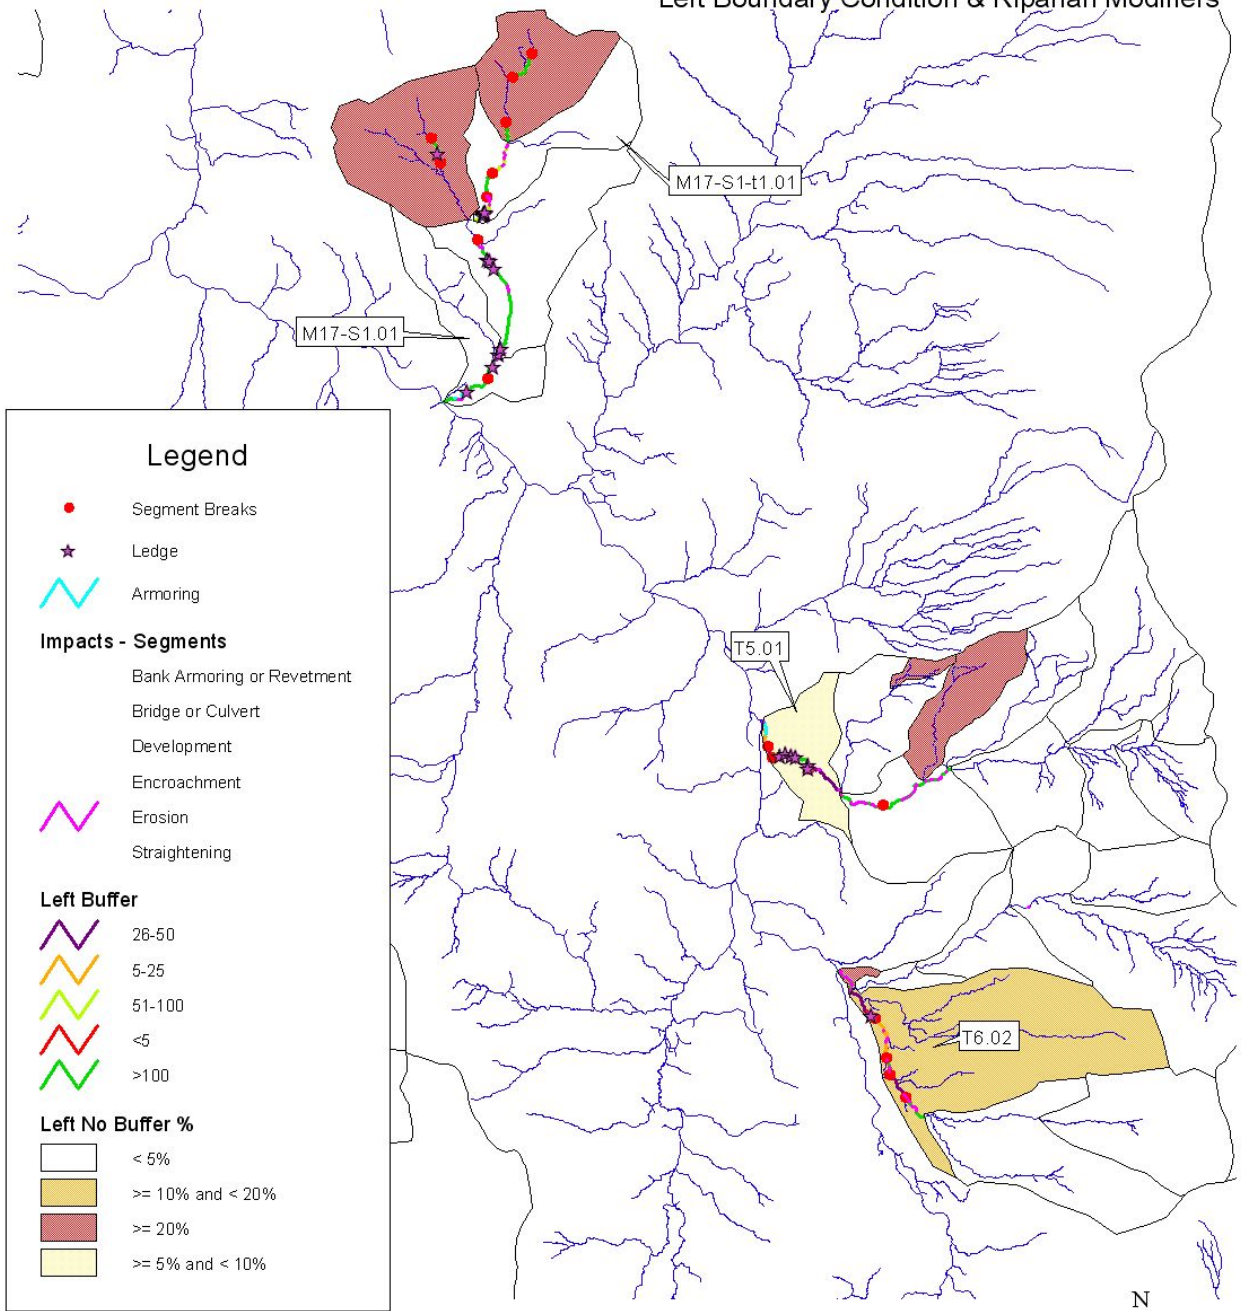 Left Boundary Condition & Riparian Modifiers
M17-S1-t1.01
M17-S1.01
Legend
Segment Breaks
Ledge
Armoring
Impacts - Segments
Bank Armoring or Revetment
Bridge or Culvert
Development
Encroachment
Erosion
Straightening
Left Buffer
26-50
5-25
51-100
<5
>100
Left No Buffer %
< 5%
>= 10% and < 20%
>= 20%
>= 5% and < 10%
T5.01
T6.02
N